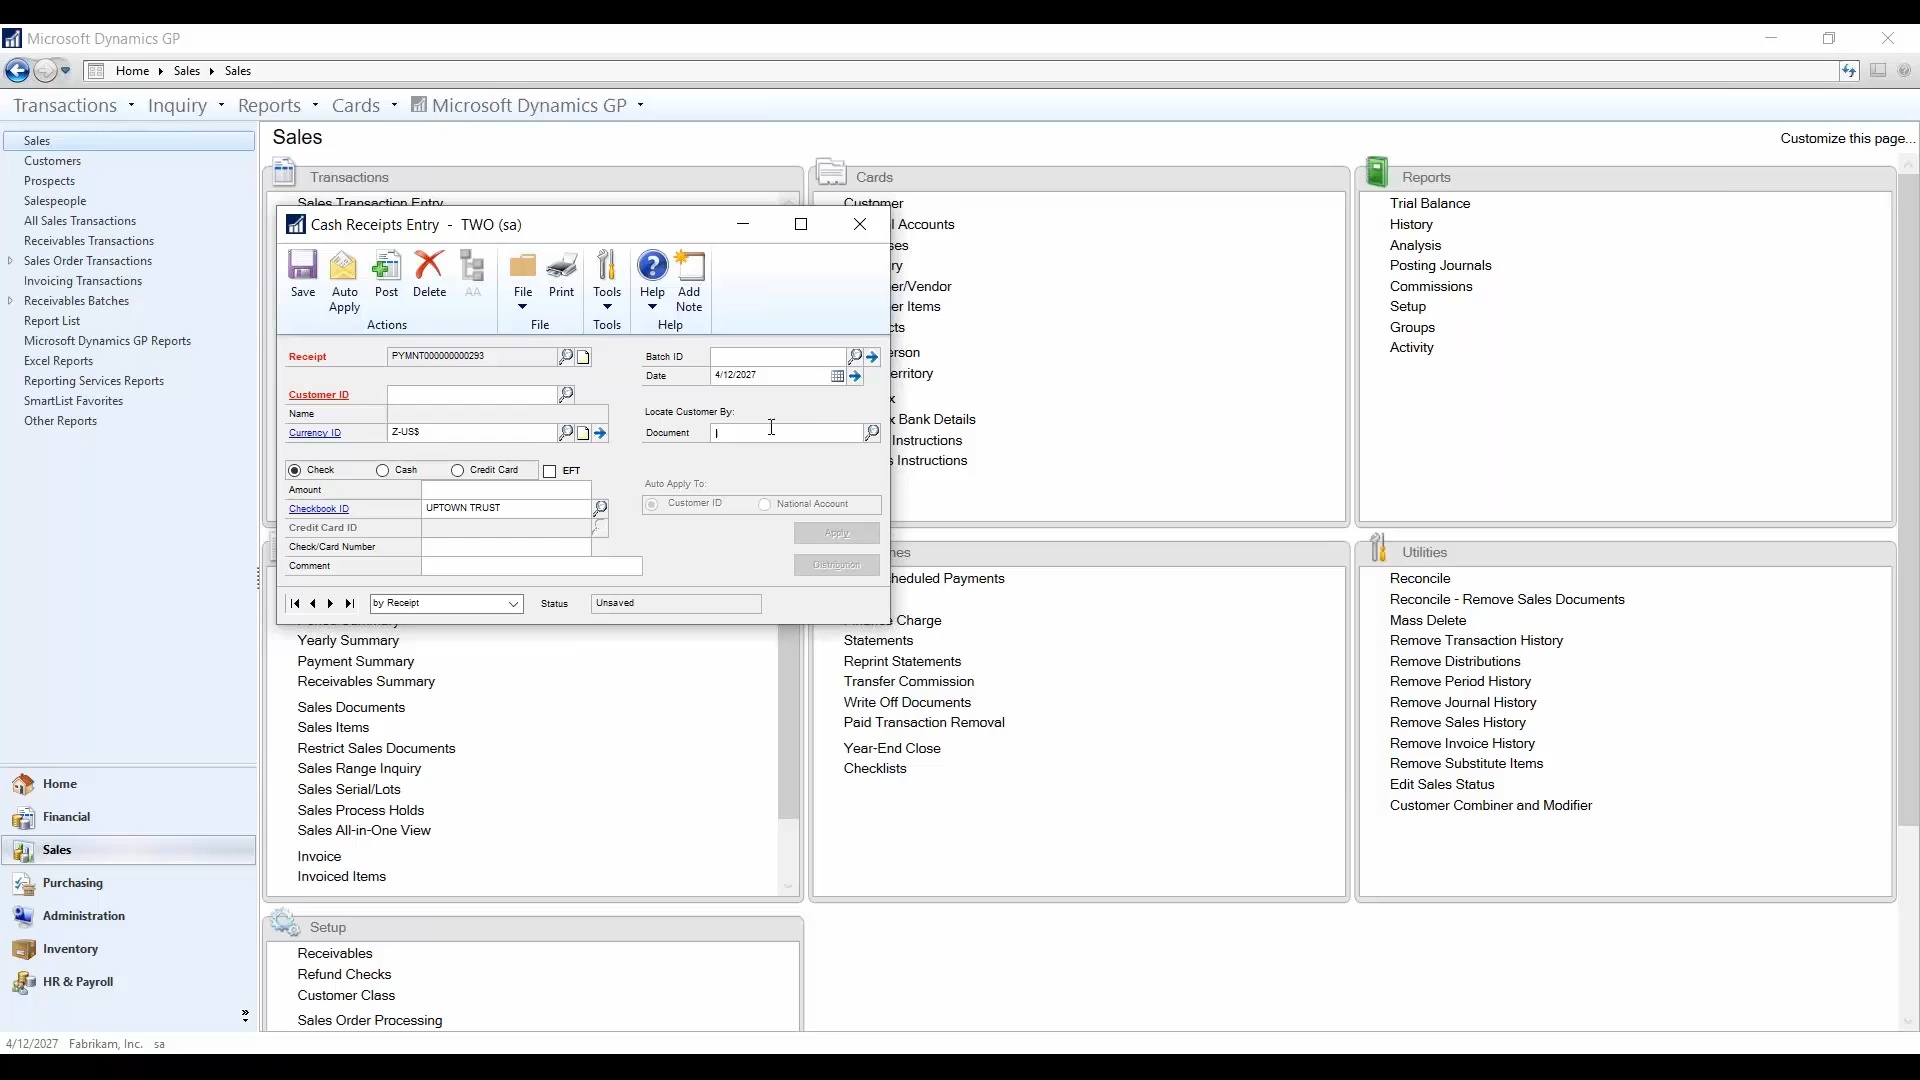 Microsoft Dynamics GP
Home Sales Sales
Transactions Inquiry Reports Cards Microsoft Dynamics GP
Sales
Customers
Prospects
Salespeople
All Sales Transactions
Receivables Transactions
Sales Order Transactions
Invoicing Transactions
Receivables Batches
Report List
Microsoft Dynamics GP Reports
Excel Reports
Reporting Services Reports
SmartList Favorites
Other Reports
Home
Financial
Sales
Purchasing
Administration
Inventory
HR & Payroll
Sales
Customize this page...
Transactions
Sales Transaction Entry
Cash Receipts Entry - TWO (sa)
Save
Auto Apply
Post
Delete
AA
File
Print
Tools
Help
Add Note
Actions
File
Tools
Help
Receipt PYMNT000000000293
Batch ID
Date 4/12/2027
Customer ID
Name
Currency ID Z-US$
Locate Customer By:
Document
Check Cash Credit Card EFT
Amount
Checkbook ID UPTOWN TRUST
Credit Card ID
Check/Card Number
Comment
Auto Apply To:
Customer ID National Account
Apply
Distribution
by Receipt Status Unsaved
Yearly Summary
Payment Summary
Receivables Summary
Sales Documents
Sales Items
Restrict Sales Documents
Sales Range Inquiry
Sales Serial/Lots
Sales Process Holds
Sales All-in-One View
Invoice
Invoiced Items
Setup
Receivables
Refund Checks
Customer Class
Sales Order Processing
Cards
Customer
Accounts
er/Vendor
er Items
erson
erritory
Bank Details
Instructions
Instructions
nes
cheduled Payments
Charge
Statements
Reprint Statements
Transfer Commission
Write Off Documents
Paid Transaction Removal
Year-End Close
Checklists
Reports
Trial Balance
History
Analysis
Posting Journals
Commissions
Setup
Groups
Activity
Utilities
Reconcile
Reconcile - Remove Sales Documents
Mass Delete
Remove Transaction History
Remove Distributions
Remove Period History
Remove Journal History
Remove Sales History
Remove Invoice History
Remove Substitute Items
Edit Sales Status
Customer Combiner and Modifier
4/12/2027 Fabrikam, Inc. sa